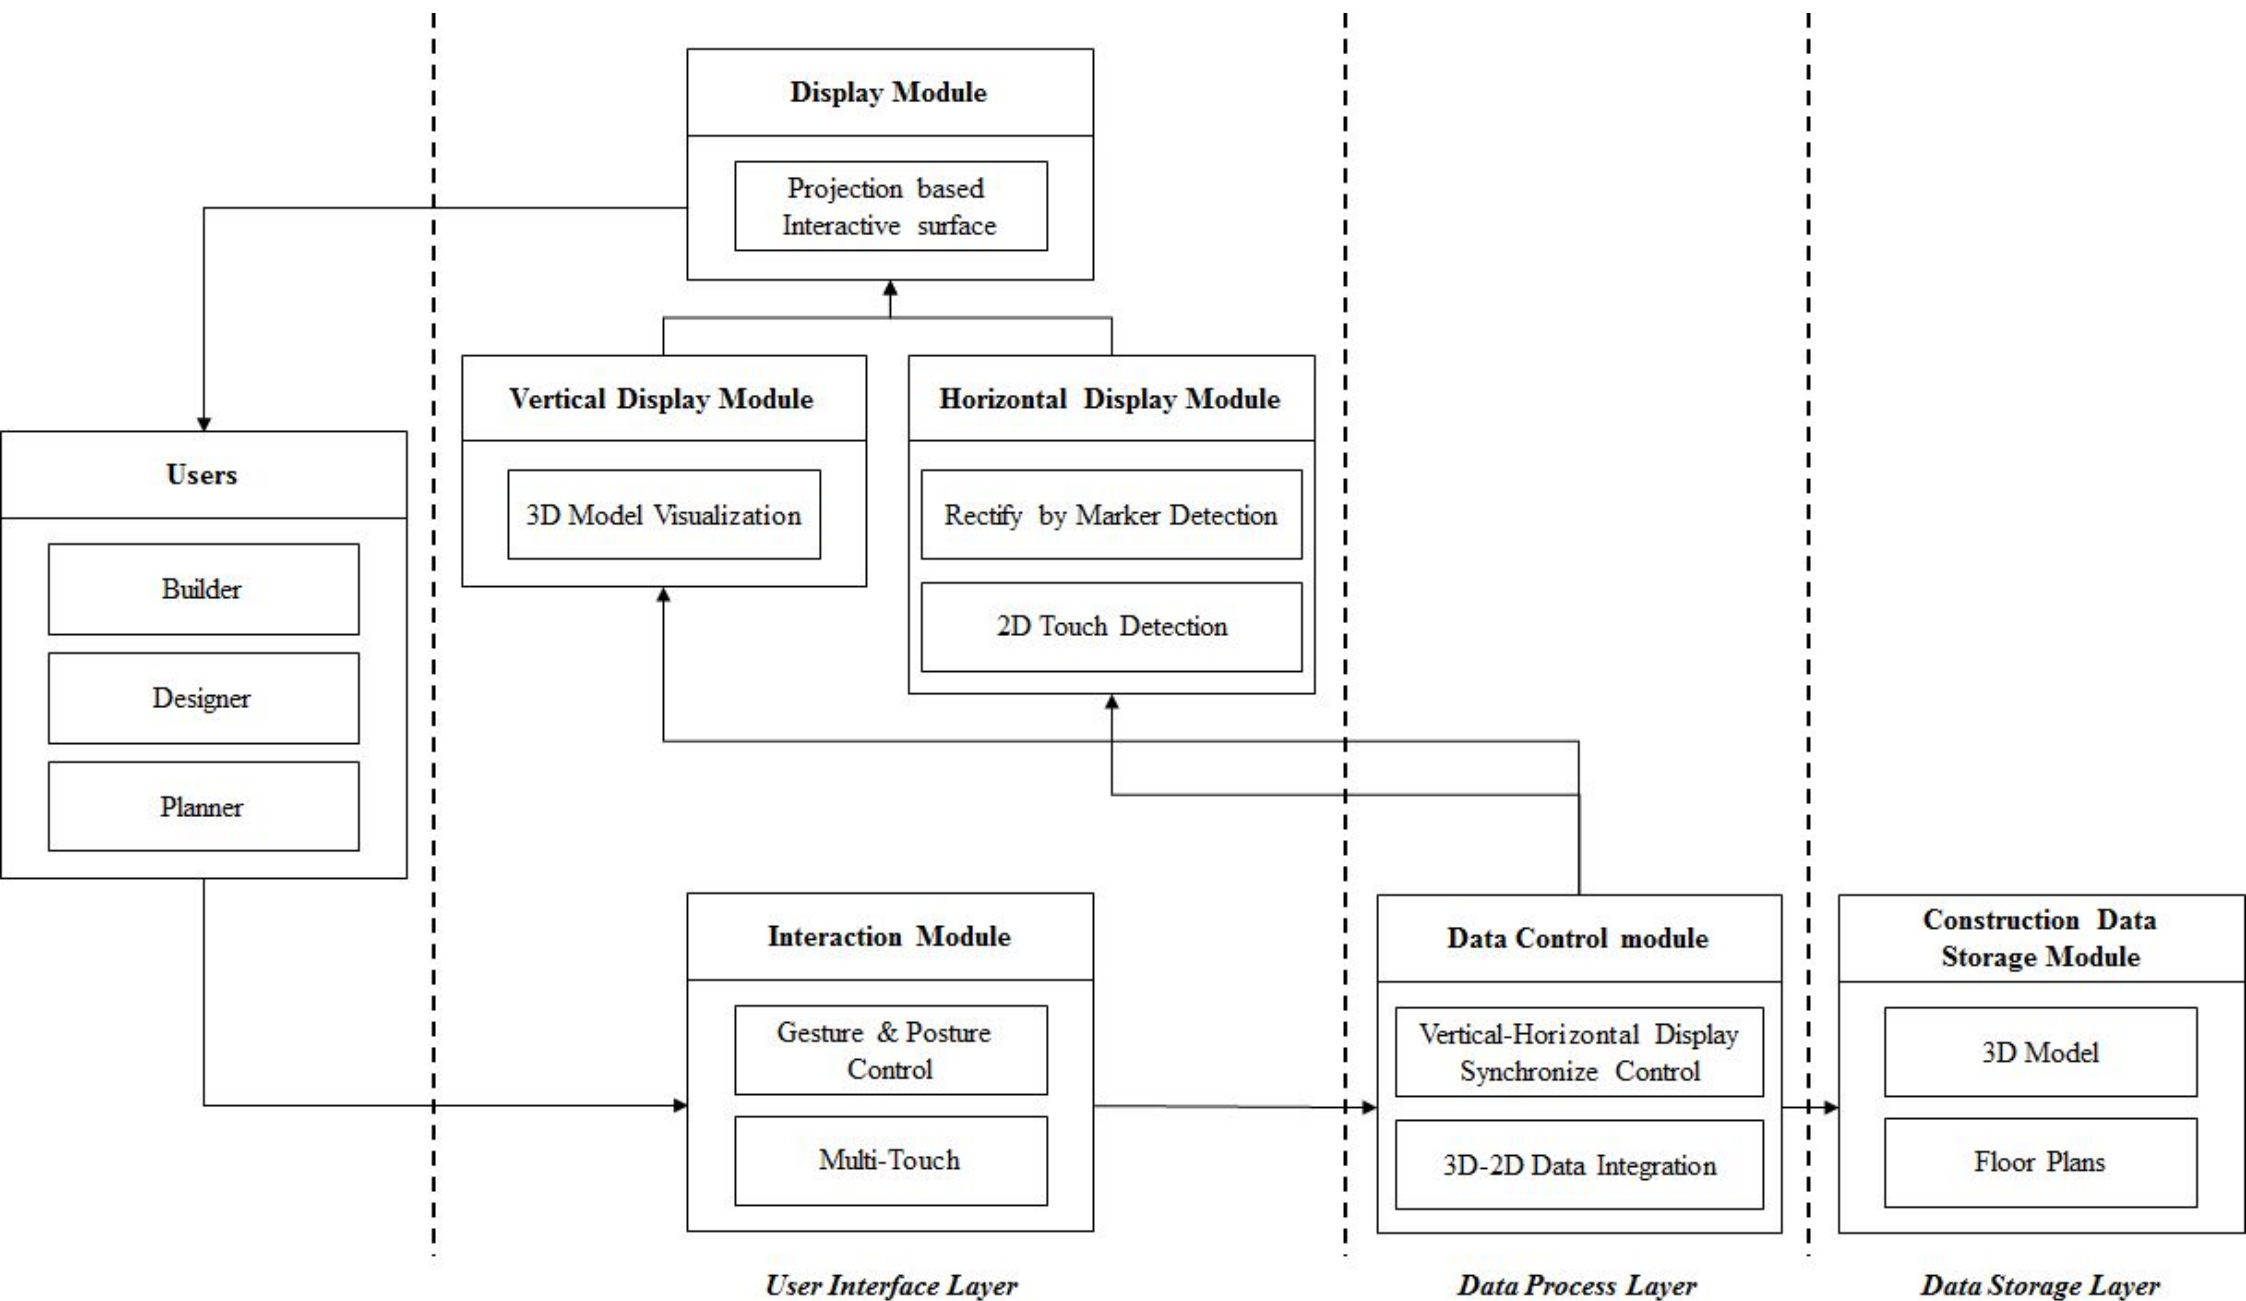 Display Module
Projection based
Interactive surface
Vertical Display Module
3D Model Visualization
Horizontal Display Module
Rectify by Marker Detection
2D Touch Detection
Users
Builder
Designer
Planner
Interaction Module
Gesture & Posture
Control
Multi-Touch
Data Control module
Vertical-Horizontal Display
Synchronize Control
3D-2D Data Integration
Construction Data
Storage Module
3D Model
Floor Plans
User Interface Layer
Data Process Layer
Data Storage Layer